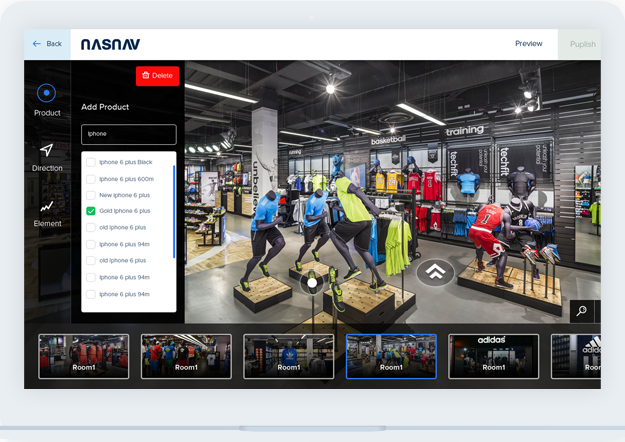 Back
nasnav
Preview
Puplish
Delete
Product
Add Product
Iphone
Direction
Element
Iphone 6 plus Black
Iphone 6 plus 600m
New Iphone 6 plus
Gold Iphone 6 plus
old Iphone 6 plus
Iphone 6 plus 94m
old Iphone 6 plus
Iphone 6 plus 94m
Iphone 6 plus 94m
running
basketball
training
techfit
techfit
Room1
Room1
Room1
Room1
adidas
Room1
adid
Room1